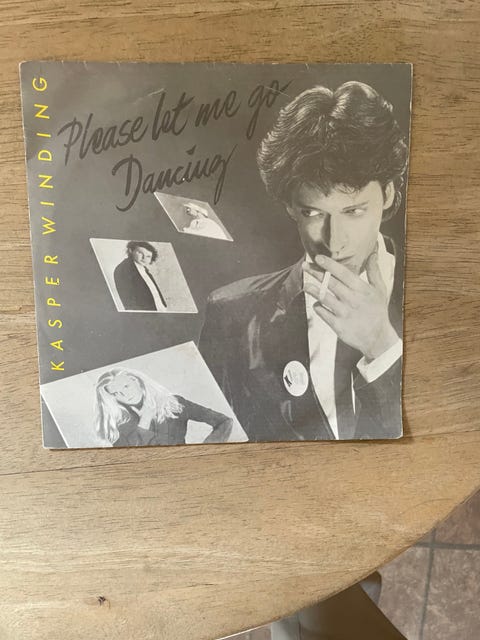 KASPER WINDING
Please let me go
Dancing